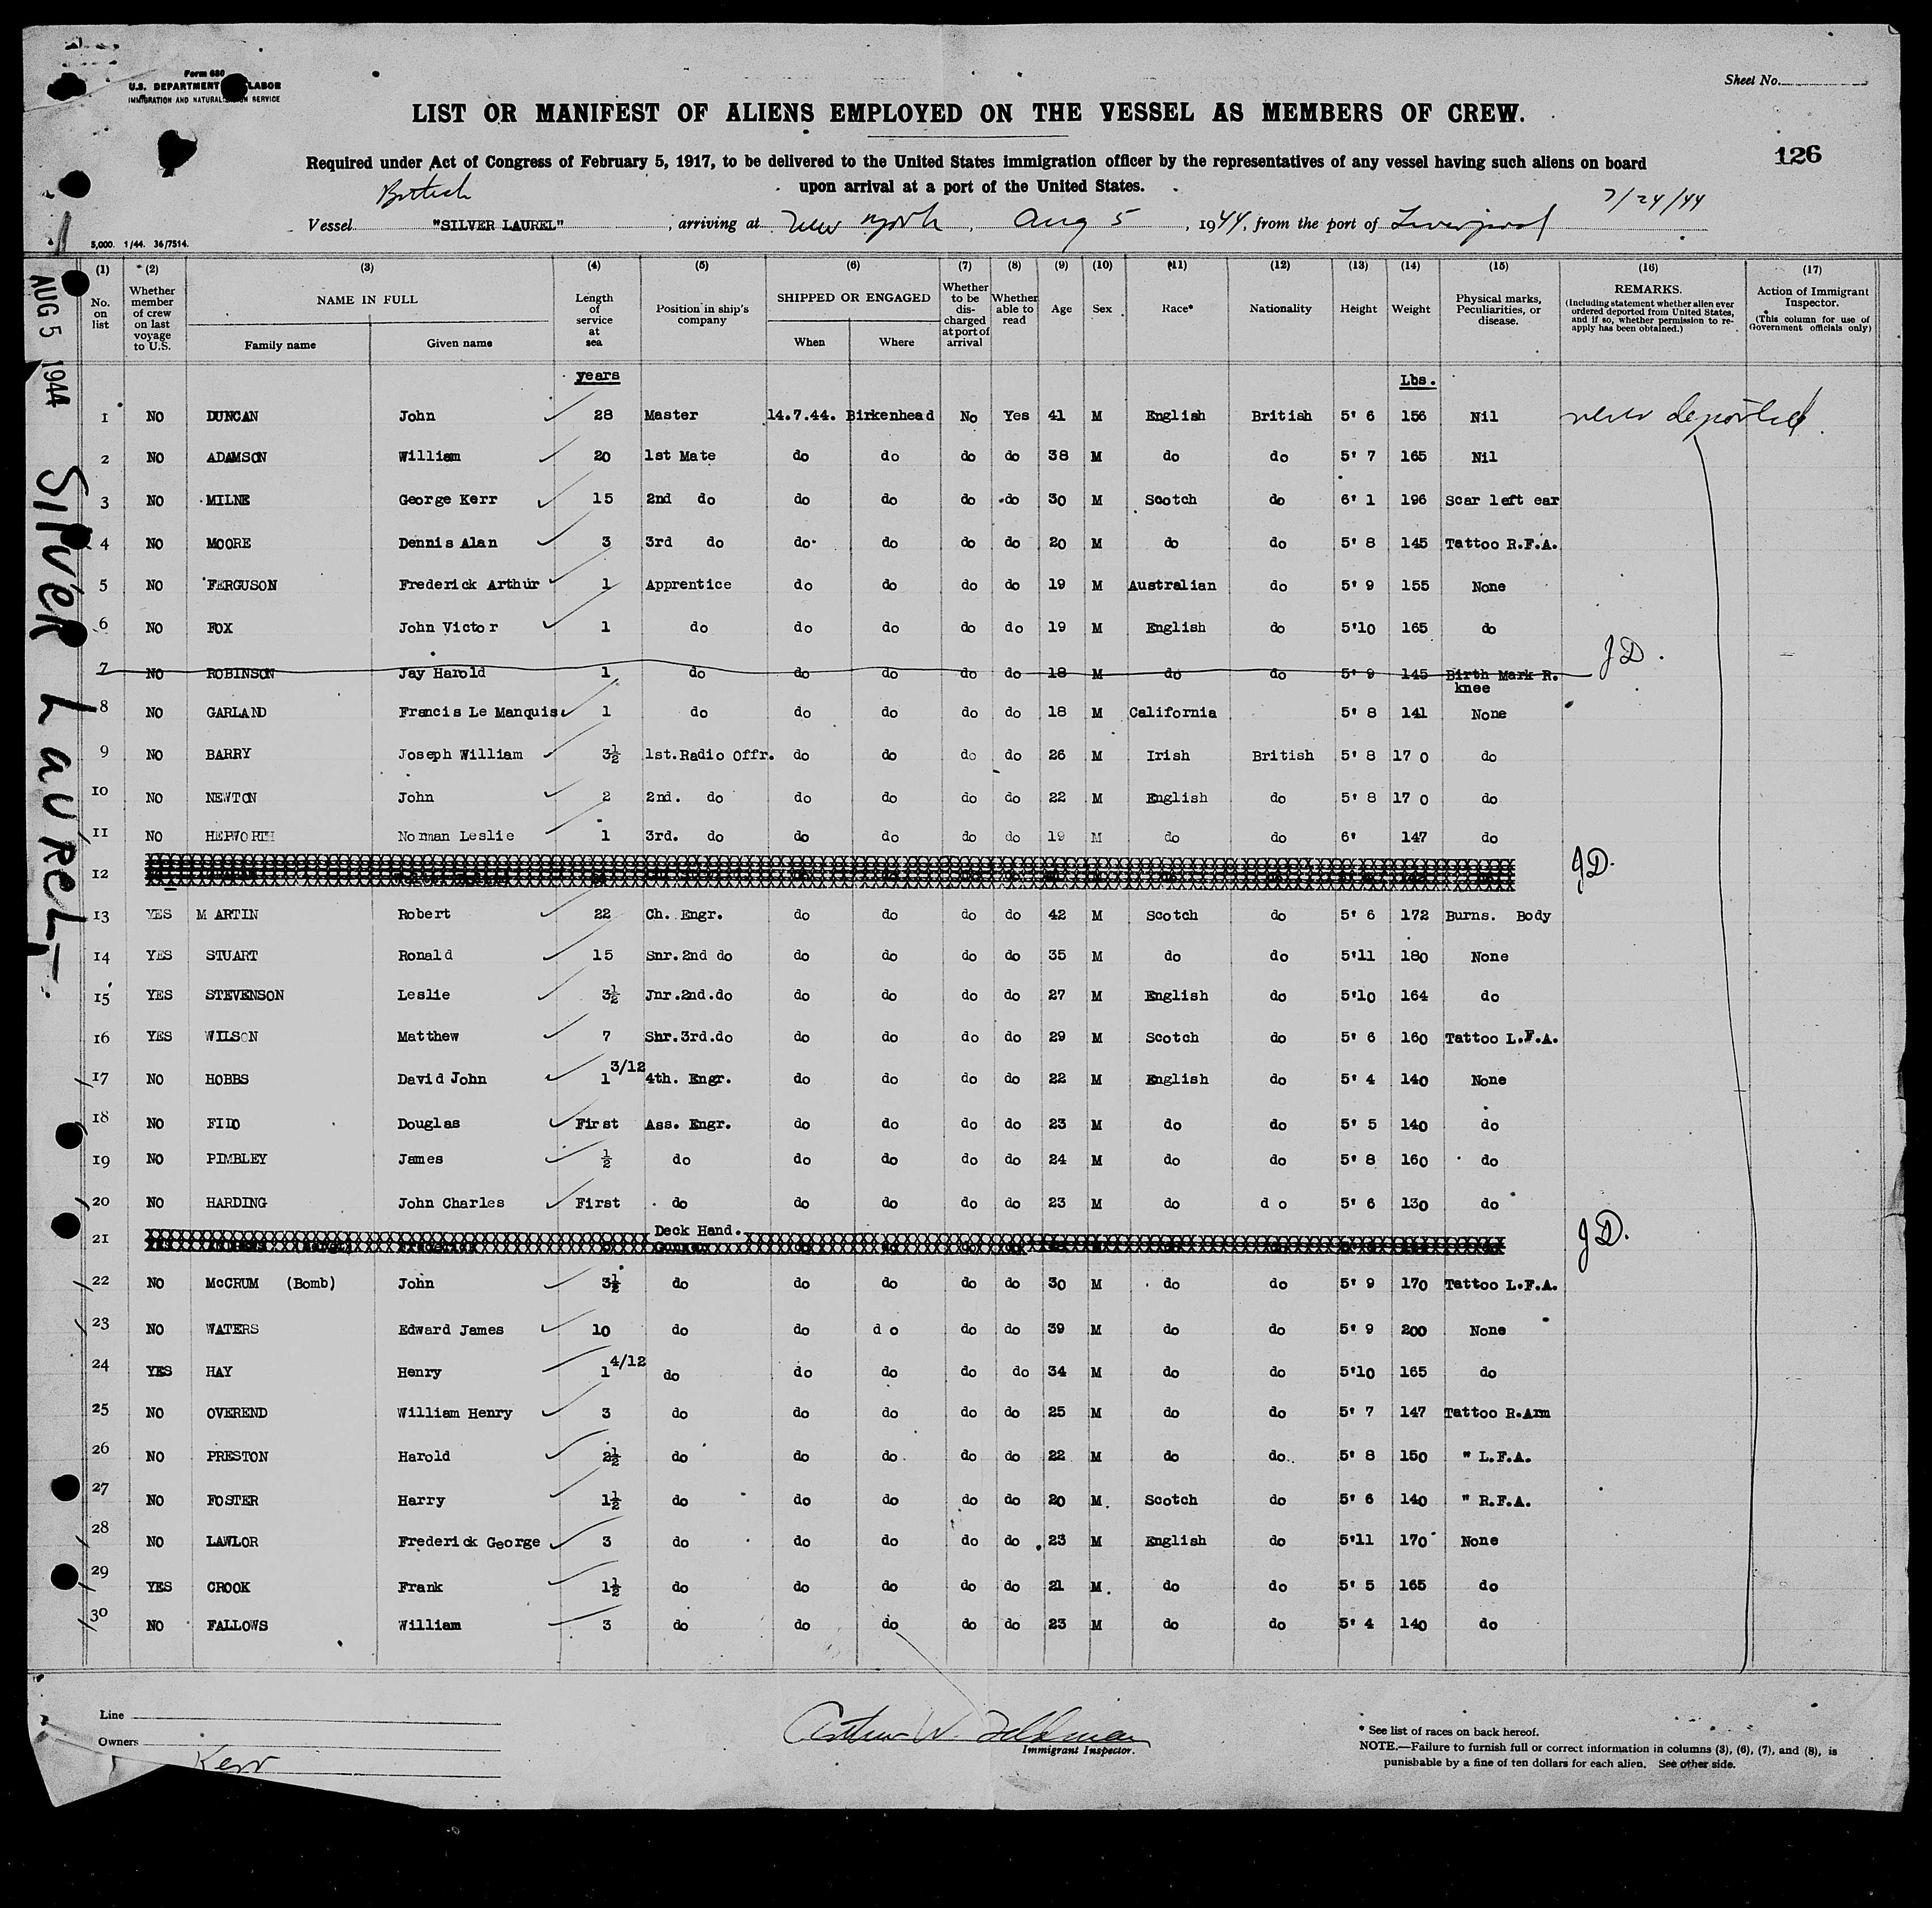 Form 680
U.S. DEPARTMENT LABOR
IMMIGRATION AND NATURALIZATION SERVICE
Sheet No.
LIST OR MANIFEST OF ALIENS EMPLOYED ON THE VESSEL AS MEMBERS OF CREW.
126
Required under Act of Congress of February 5, 1917, to be delivered to the United States immigration officer by the representatives of any vessel having such aliens on board
upon arrival at a port of the United States.
British
7/24/44
Vessel "SILVER LAUREL", arriving at New York, Aug 5, 1944, from the port of Liverpool
5,000. 1/44. 36/7514.
AUG 5 1944
SILVER LAUREL
(1) (2) (3) (4) (5) (6) (7) (8) (9) (10) (11) (12) (13) (14) (15) (16) (17)
No. on list
Whether member of crew on last voyage to U.S.
NAME IN FULL
Family name Given name
Length of service at sea
Position in ship's company
SHIPPED OR ENGAGED
When Where
Whether to be discharged at port of arrival
Whether able to read
Age
Sex
Race*
Nationality
Height
Weight
Physical marks, Peculiarities, or disease.
REMARKS.
(Including statement whether alien ever ordered deported from United States, and if so, whether permission to re-apply has been obtained.)
Action of Immigrant Inspector.
(This column for use of Government officials only)
years Lbs.
1 NO DUNCAN John 28 Master 14.7.44. Birkenhead No Yes 41 M English British 5' 6 156 Nil never deported.
2 NO ADAMSON William 20 1st Mate do do do do 38 M do do 5' 7 165 Nil
3 NO MILNE George Kerr 15 2nd do do do do do 30 M Scotch do 6' 1 196 Scar left ear
4 NO MOORE Dennis Alan 3 3rd do do do do do 20 M do do 5' 8 145 Tattoo R.F.A.
5 NO FERGUSON Frederick Arthur 1 Apprentice do do do do 19 M Australian do 5' 9 155 None
6 NO FOX John Victor 1 do do do do do 19 M English do 5'10 165 do
7 NO ROBINSON Jay Harold 1 do do do do do 18 M do do 5' 9 145 Birth Mark R. knee J D.
8 NO GARLAND Francis Le Manquis. 1 do do do do do 18 M California 5' 8 141 None
9 NO BARRY Joseph William 3½ 1st.Radio Offr. do do do do 26 M Irish British 5' 8 17 0 do
10 NO NEWTON John 2 2nd. do do do do do 22 M English do 5' 8 17 0 do
11 NO HEPWORTH Norman Leslie 1 3rd. do do do do do 19 M do do 6' 147 do
12 J D.
13 YES M ARTIN Robert 22 Ch. Engr. do do do do 42 M Scotch do 5' 6 172 Burns. Body
14 YES STUART Ronald 15 Snr.2nd do do do do do 35 M do do 5'11 180 None
15 YES STEVENSON Leslie 3½ Jnr.2nd.do do do do do 27 M English do 5'10 164 do
16 YES WILSON Matthew 7 Snr.3rd.do do do do do 29 M Scotch do 5' 6 160 Tattoo L.F.A.
17 NO HOBBS David John 1 3/12 4th. Engr. do do do do 22 M English do 5' 4 140 None
18 NO FIDO Douglas First Ass. Engr. do do do do 23 M do do 5' 5 140 do
19 NO PIMBLEY James ½ do do do do do 24 M do do 5' 8 160 do
20 NO HARDING John Charles First do do do do do 23 M do d o 5' 6 130 do
21 Deck Hand. J D.
22 NO McCRUM (Bomb) John 3½ do do do do do 30 M do do 5' 9 170 Tattoo L.F.A.
23 NO WATERS Edward James 10 do do d o do do 39 M do do 5' 9 200 None
24 YES HAY Henry 1 4/12 do do do do do 34 M do do 5'10 165 do
25 NO OVEREND William Henry 3 do do do do do 25 M do do 5' 7 147 Tattoo R.Arm
26 NO PRESTON Harold 2½ do do do do do 22 M do do 5' 8 150 " L.F.A.
27 NO FOSTER Harry 1½ do do do do do 20 M. Scotch do 5' 6 140 " R.F.A.
28 NO LAWLOR Frederick George 3 do do do do do 23 M English do 5'11 170 None
29 YES CROOK Frank 1½ do do do do do 21 M. do do 5' 5 165 do
30 NO FALLOWS William 3 do do do do do 23 M do do 5' 4 140 do
Line
Owners
Kerr
Arthur W. Feldman
Immigrant Inspector.
* See list of races on back hereof.
NOTE.—Failure to furnish full or correct information in columns (3), (6), (7), and (8), is
punishable by a fine of ten dollars for each alien. See other side.